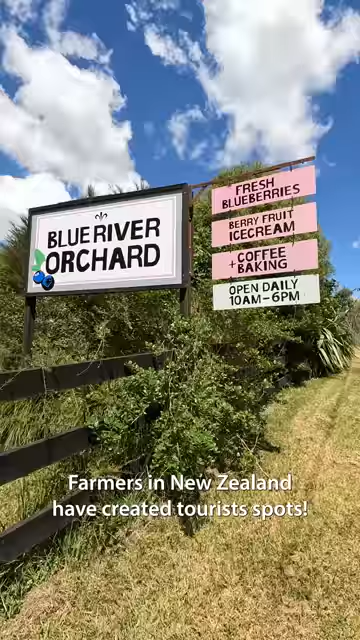 BLUE RIVER
ORCHARD
FRESH
BLUEBERRIES
BERRY FRUIT
ICECREAM
+COFFEE
BAKING
OPEN DAILY
10AM-6PM
Farmers in New Zealand
have created tourists spots!